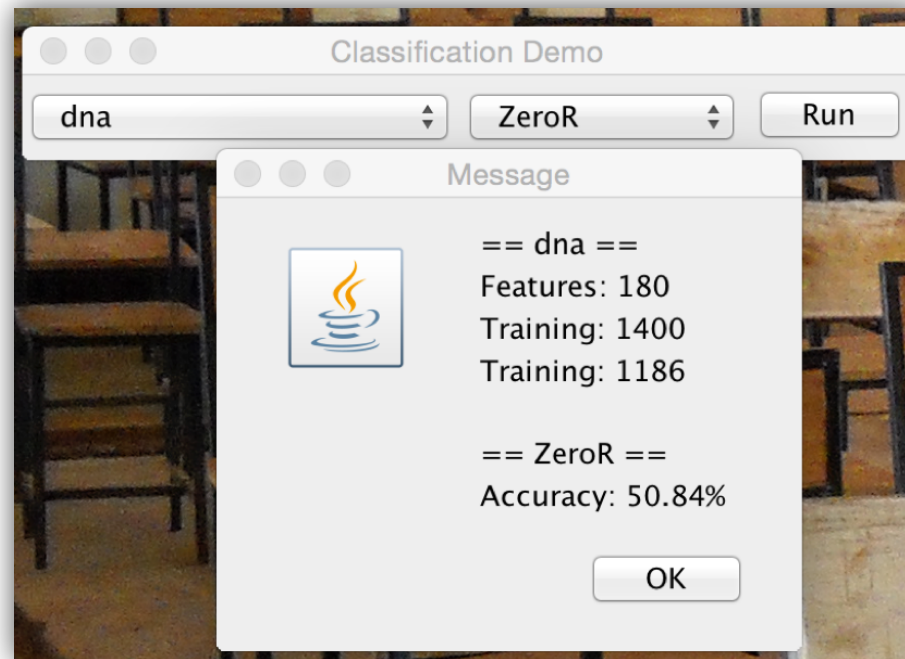 Classification Demo
dna ZeroR Run
Message
== dna ==
Features: 180
Training: 1400
Training: 1186
== ZeroR ==
Accuracy: 50.84%
OK